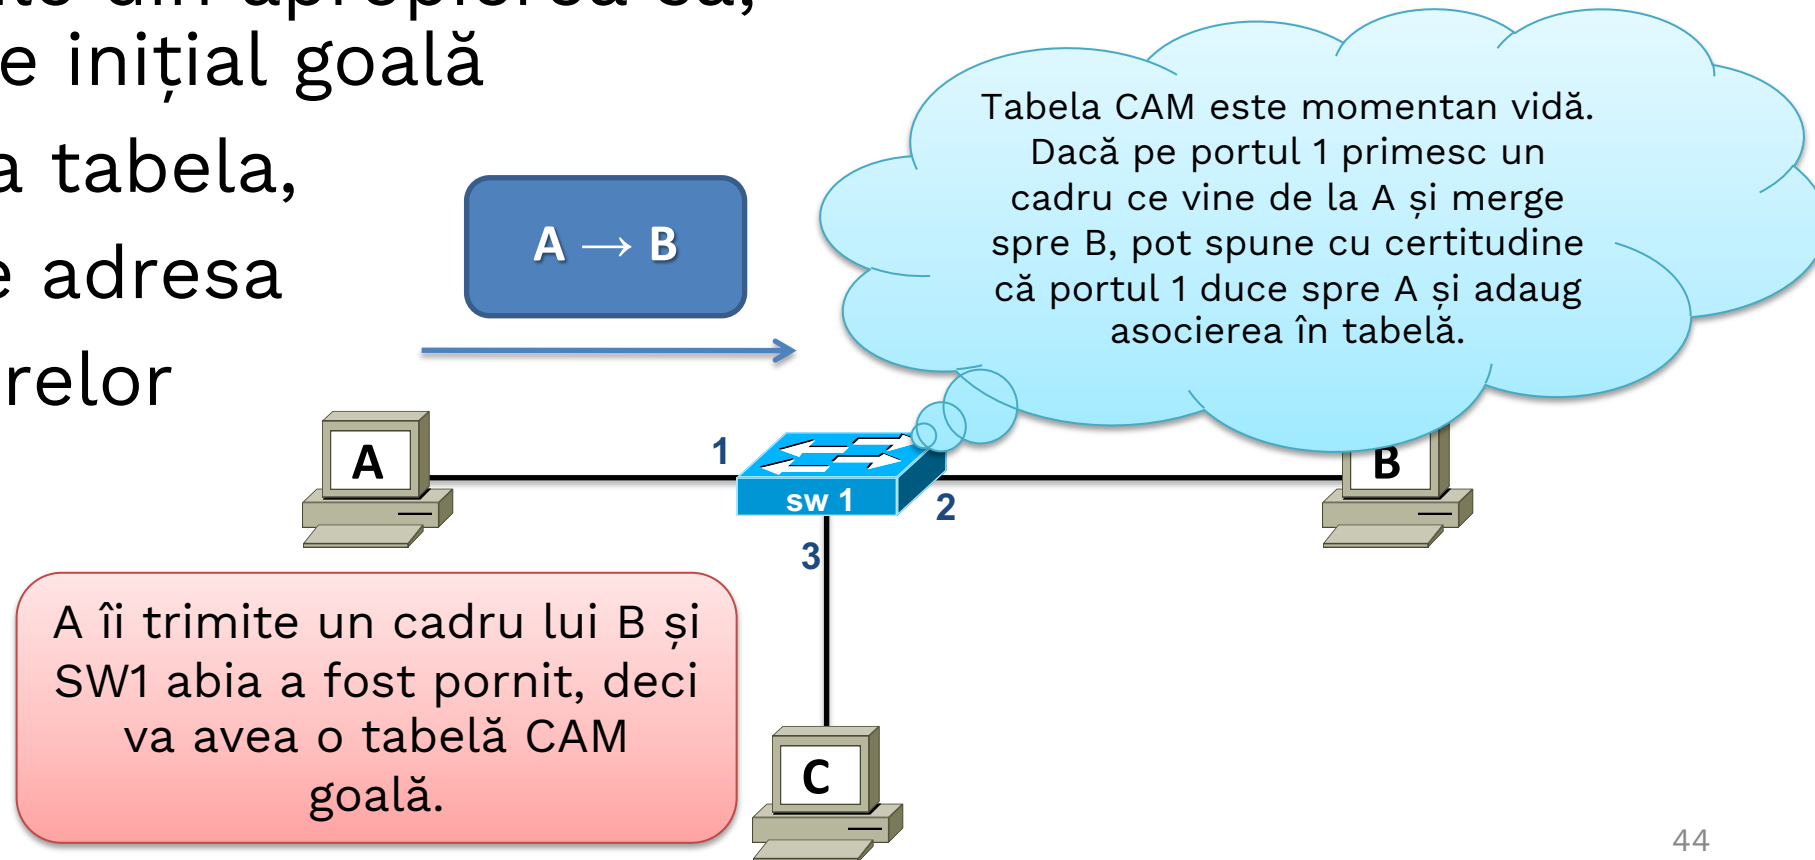 din apropierea sa,
e inițial goală
a tabela,
e adresa
relor
A → B
Tabela CAM este momentan vidă.
Dacă pe portul 1 primesc un
cadru ce vine de la A și merge
spre B, pot spune cu certitudine
că portul 1 duce spre A și adaug
asocierea în tabelă.
A
1
sw 1
2
B
3
A îi trimite un cadru lui B și
SW1 abia a fost pornit, deci
va avea o tabelă CAM
goală.
C
44